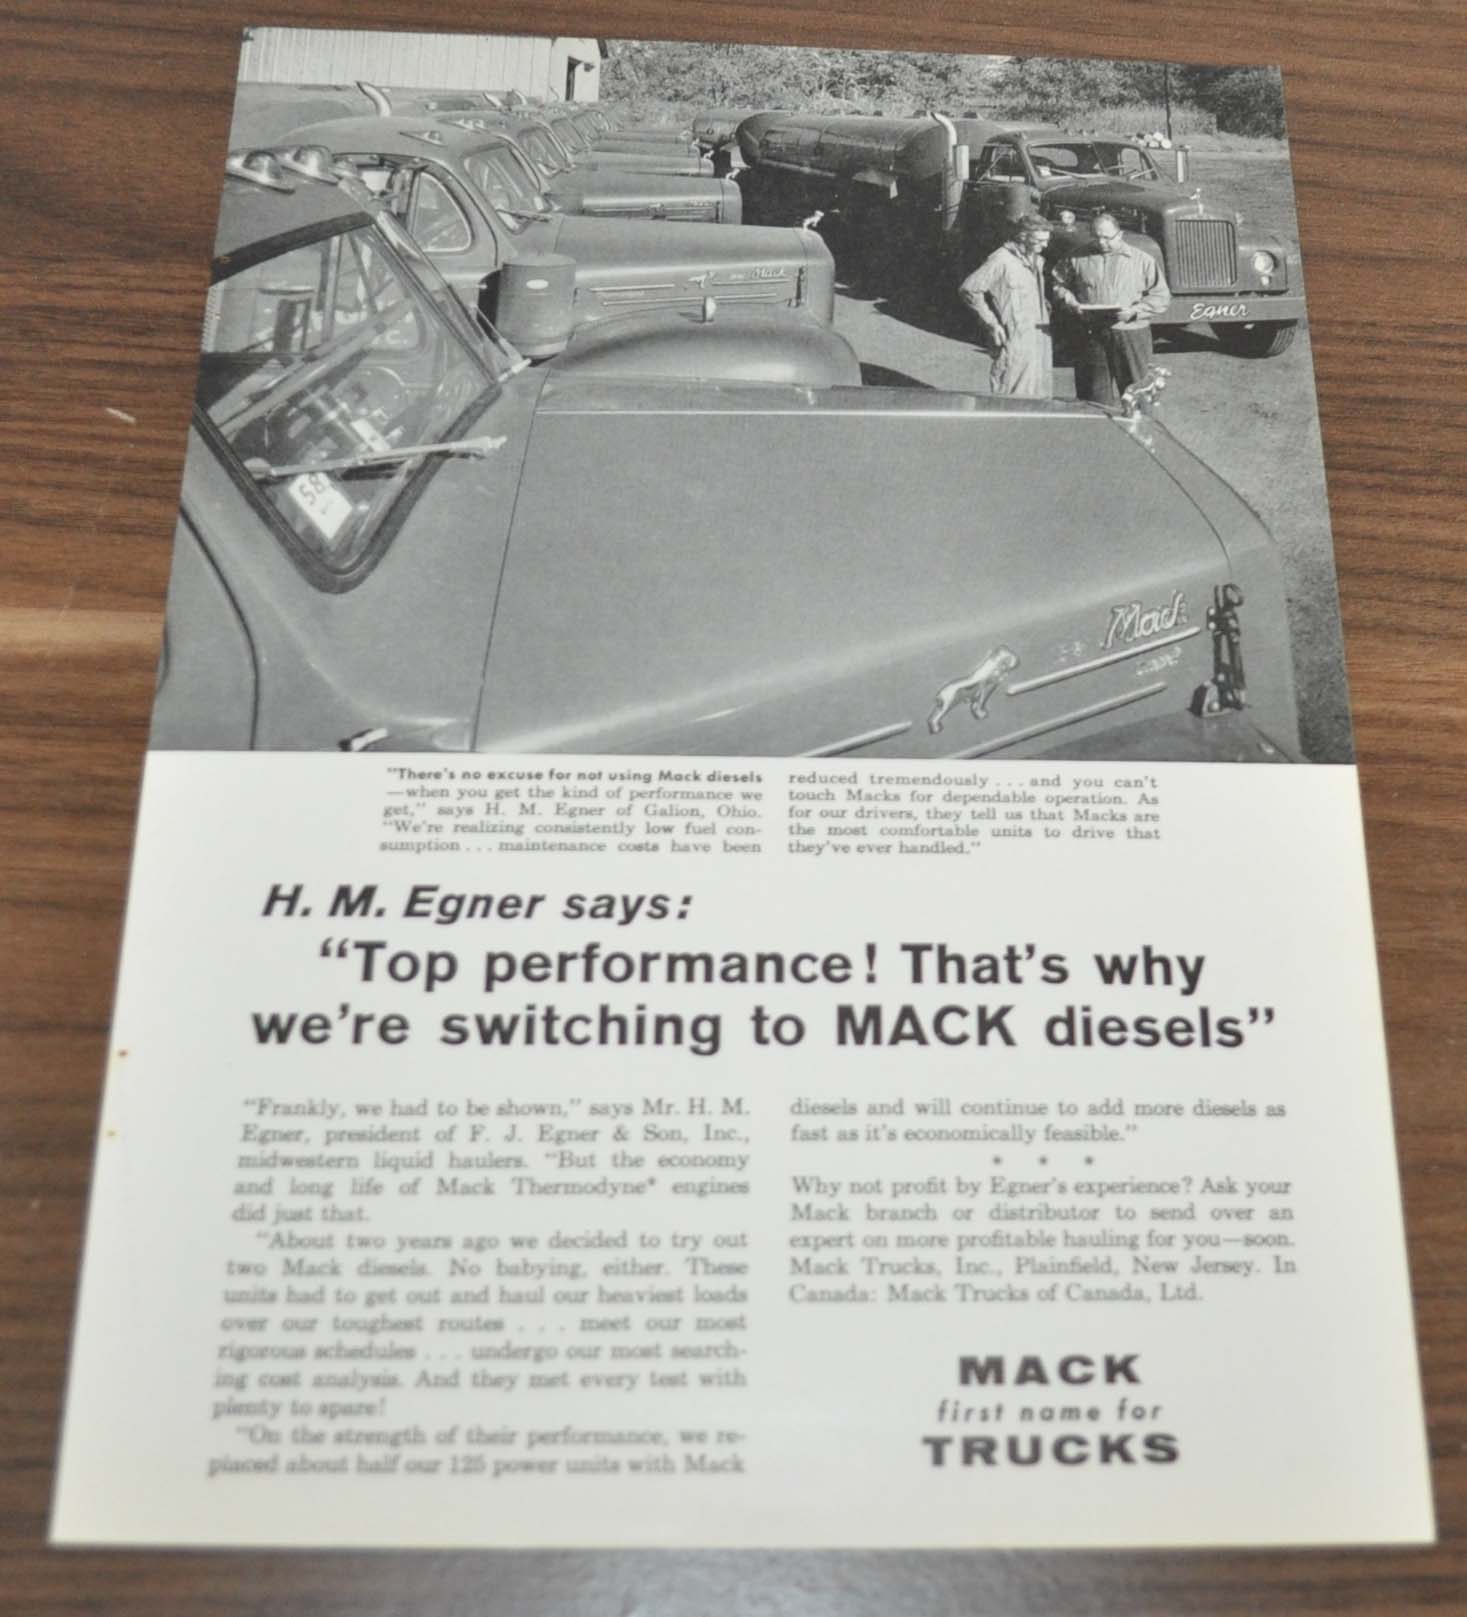 Mack
Egner
185
Mack
"There's no excuse for not using Mack diesels
—when you get the kind of performance we
get," says H. M. Egner of Galion, Ohio.
"We're realizing consistently low fuel con-
sumption . . . maintenance costs have been
reduced tremendously . . . and you can't
touch Macks for dependable operation. As
for our drivers, they tell us that Macks are
the most comfortable units to drive that
they've ever handled."
H. M. Egner says:
"Top performance! That's why
we're switching to MACK diesels"
"Frankly, we had to be shown," says Mr. H. M.
Egner, president of F. J. Egner & Son, Inc.,
midwestern liquid haulers. "But the economy
and long life of Mack Thermodyne* engines
did just that.
"About two years ago we decided to try out
two Mack diesels. No babying, either. These
units had to get out and haul our heaviest loads
over our toughest routes . . . meet our most
rigorous schedules . . . undergo our most search-
ing cost analysis. And they met every test with
plenty to spare!
"On the strength of their performance, we re-
placed about half our 125 power units with Mack
diesels and will continue to add more diesels as
fast as it's economically feasible."
* * *
Why not profit by Egner's experience? Ask your
Mack branch or distributor to send over an
expert on more profitable hauling for you—soon.
Mack Trucks, Inc., Plainfield, New Jersey. In
Canada: Mack Trucks of Canada, Ltd.
MACK
first name for
TRUCKS